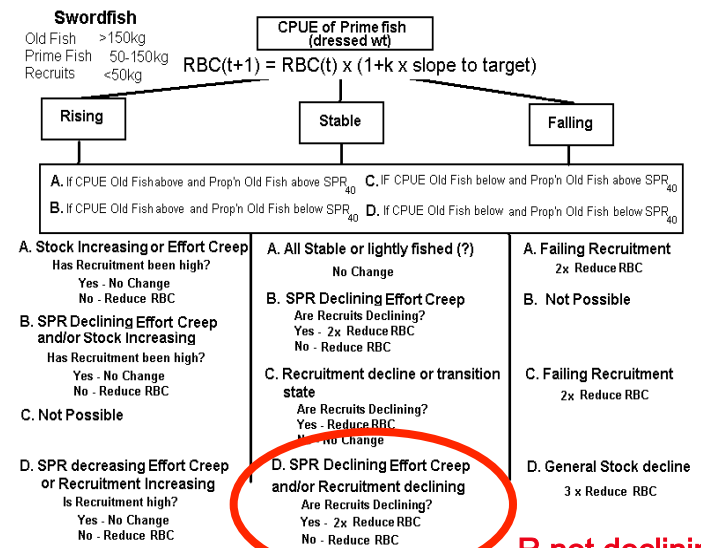 Swordfish
Old Fish >150kg
Prime Fish 50-150kg
Recruits <50kg
CPUE of Prime fish
(dressed wt)
RBC(t+1) = RBC(t) x (1+k x slope to target)
Rising
Stable
Falling
A. If CPUE Old Fish above and Prop'n Old Fish above SPR40
C. IF CPUE Old Fish below and Prop'n Old Fish above SPR40
B. If CPUE Old Fish above and Prop'n Old Fish below SPR40
D. If CPUE Old Fish below and Prop'n Old Fish below SPR40
A. Stock Increasing or Effort Creep
Has Recruitment been high?
Yes - No Change
No - Reduce RBC
B. SPR Declining Effort Creep
and/or Stock Increasing
Has Recruitment been high?
Yes - No Change
No - Reduce RBC
C. Not Possible
D. SPR decreasing Effort Creep
or Recruitment Increasing
Is Recruitment high?
Yes - No Change
No - Reduce RBC
A. All Stable or lightly fished (?)
No Change
B. SPR Declining Effort Creep
Are Recruits Declining?
Yes - 2x Reduce RBC
No - Reduce RBC
C. Recruitment decline or transition
state
Are Recruits Declining?
Yes - Reduce RBC
No - No Change
D. SPR Declining Effort Creep
and/or Recruitment declining
Are Recruits Declining?
Yes - 2x Reduce RBC
No - Reduce RBC
A. Failing Recruitment
2x Reduce RBC
B. Not Possible
C. Failing Recruitment
2x Reduce RBC
D. General Stock decline
3 x Reduce RBC
R not